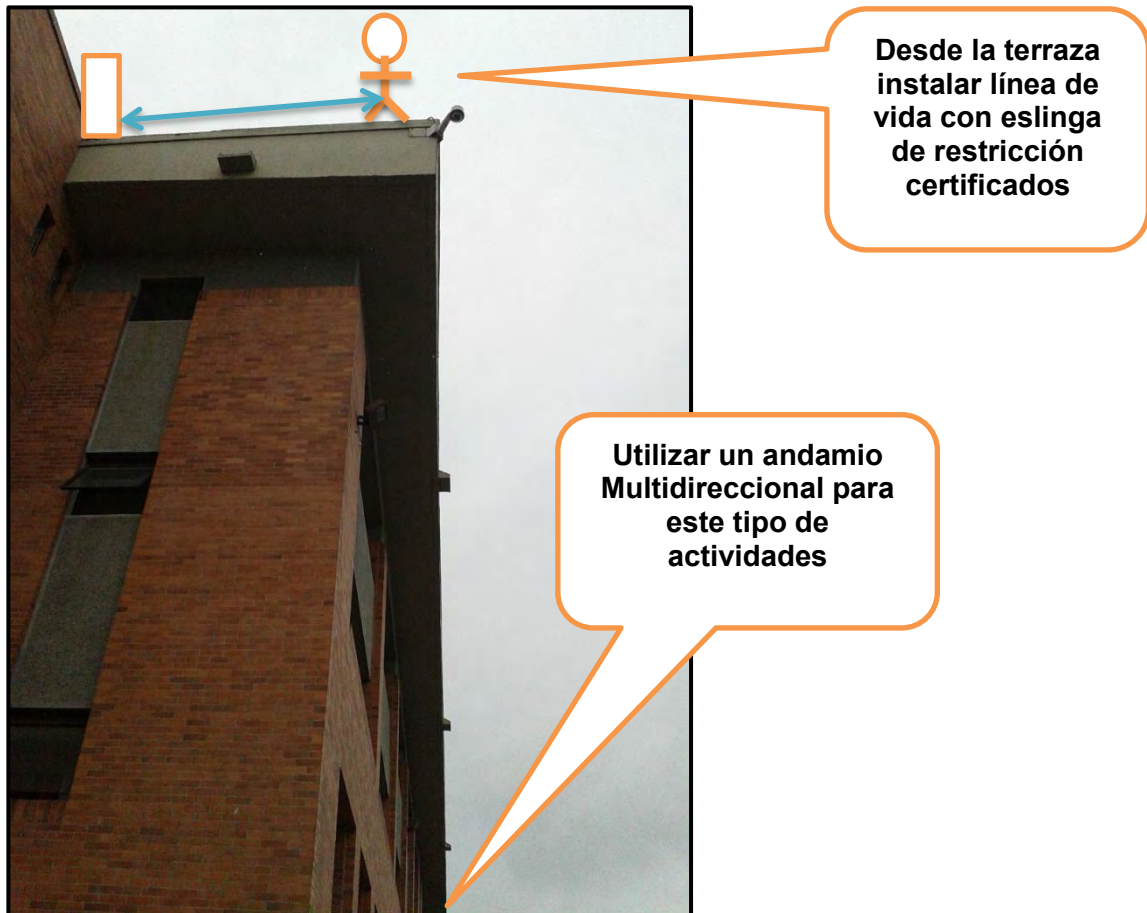 Desde la terraza
instalar línea de
vida con eslinga
de restricción
certificados
Utilizar un andamio
Multidireccional para
este tipo de
actividades